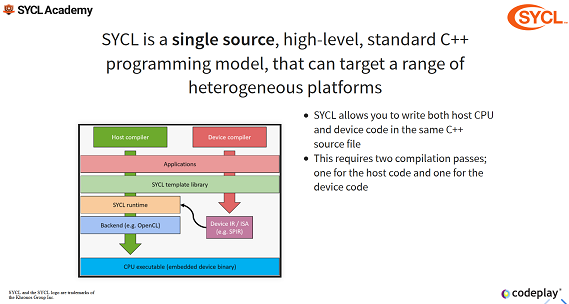 SYCL Academy
SYCL
SYCL is a single source, high-level, standard C++
programming model, that can target a range of
heterogeneous platforms
Host compiler
Device compiler
Applications
SYCL template library
SYCL runtime
Backend (e.g. OpenCL)
Device IR / ISA
(e.g. SPIR)
CPU executable (embedded device binary)
• SYCL allows you to write both host CPU
and device code in the same C++
source file
• This requires two compilation passes;
one for the host code and one for the
device code
SYCL and the SYCL logo are trademarks of
the Khronos Group Inc.
codeplay